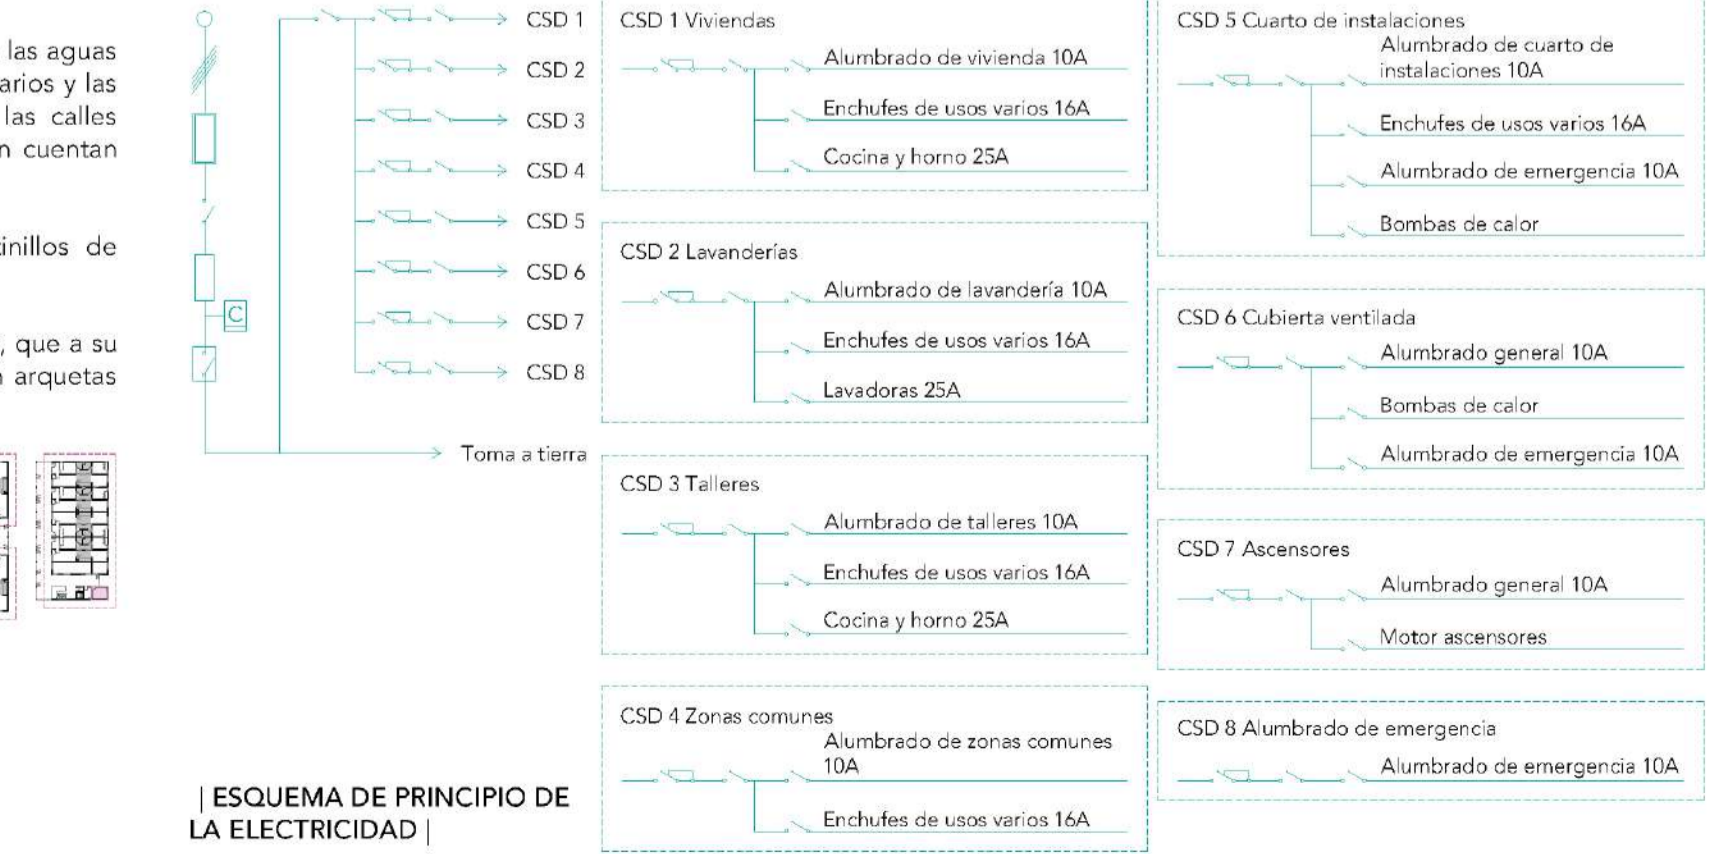 las aguas
arios y las
las calles
n cuentan
inillos de
, que a su
n arquetas
CSD 1
CSD 2
CSD 3
CSD 4
CSD 5
CSD 6
CSD 7
CSD 8
C
Toma a tierra
| ESQUEMA DE PRINCIPIO DE
LA ELECTRICIDAD |
CSD 1 Viviendas
Alumbrado de vivienda 10A
Enchufes de usos varios 16A
Cocina y horno 25A
CSD 2 Lavanderías
Alumbrado de lavandería 10A
Enchufes de usos varios 16A
Lavadoras 25A
CSD 3 Talleres
Alumbrado de talleres 10A
Enchufes de usos varios 16A
Cocina y horno 25A
CSD 4 Zonas comunes
Alumbrado de zonas comunes
10A
Enchufes de usos varios 16A
CSD 5 Cuarto de instalaciones
Alumbrado de cuarto de
instalaciones 10A
Enchufes de usos varios 16A
Alumbrado de emergencia 10A
Bombas de calor
CSD 6 Cubierta ventilada
Alumbrado general 10A
Bombas de calor
Alumbrado de emergencia 10A
CSD 7 Ascensores
Alumbrado general 10A
Motor ascensores
CSD 8 Alumbrado de emergencia
Alumbrado de emergencia 10A